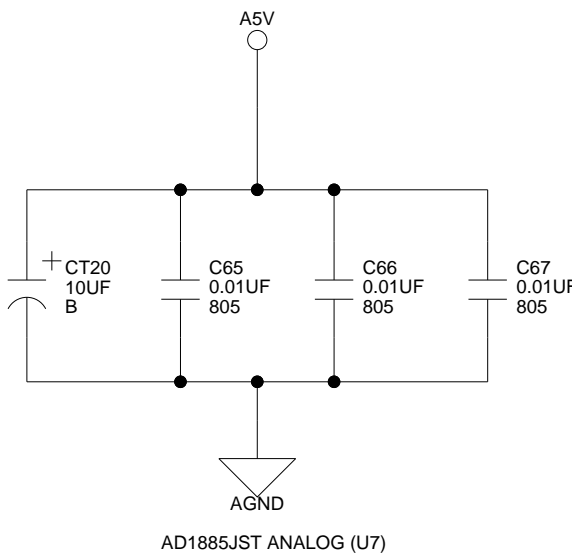 A5V
+
CT20
10UF
B
C65
0.01UF
805
C66
0.01UF
805
C67
0.01UF
805
AGND
AD1885JST ANALOG (U7)